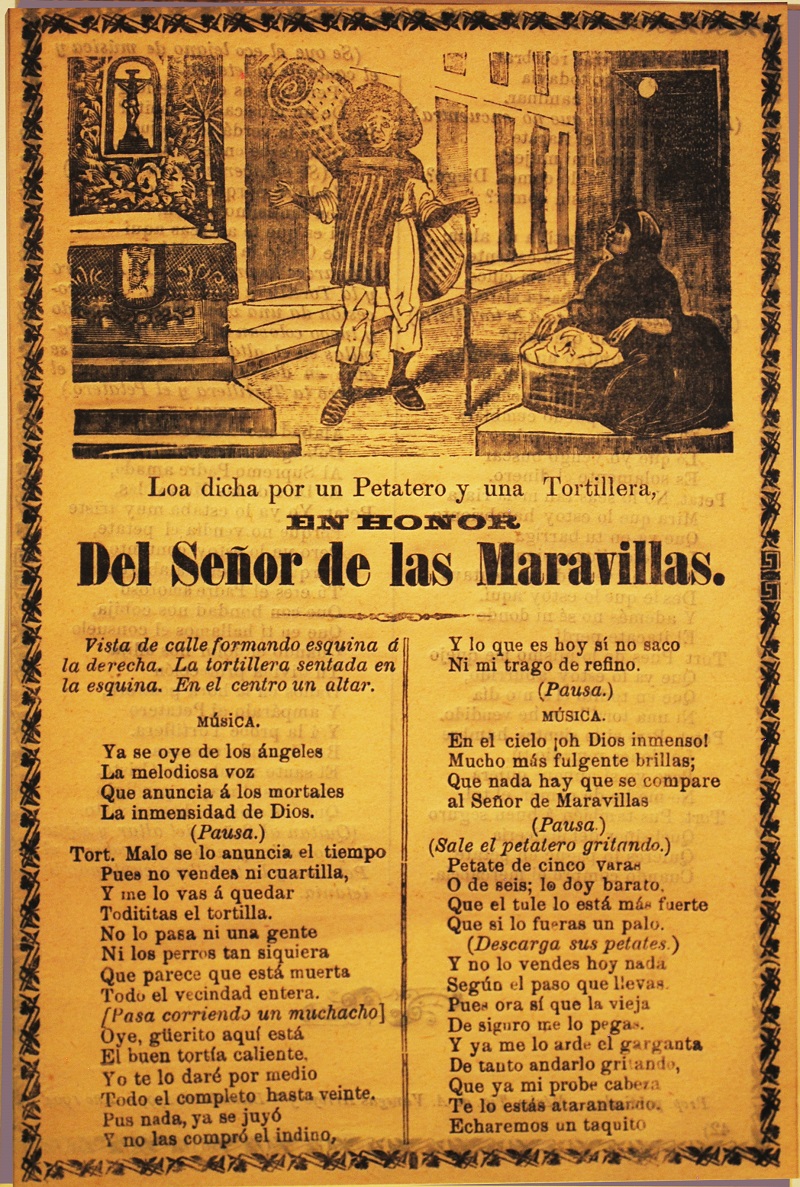 Loa dicha por un Petatero y una Tortillera,
EN HONOR
Del Señor de las Maravillas.
Vista de calle formando esquina á
la derecha. La tortillera sentada en
la esquina. En el centro un altar.
MÚSICA.
Ya se oye de los ángeles
La melodiosa voz
Que anuncia á los mortales
La inmensidad de Dios.
(Pausa.)
Tort. Malo se lo anuncia el tiempo
Pues no vendes ni cuartilla,
Y me lo vas á quedar
Todititas el tortilla.
No lo pasa ni una gente
Ni los perros tan siquiera
Que parece que está muerta
Todo el vecindad entera.
[Pasa corriendo un muchacho]
Oye, güerito aquí está
El buen tortía caliente.
Yo te lo daré por medio
Todo el completo hasta veinte.
Pus nada, ya se juyó
Y no las compró el indino,
Y lo que es hoy sí no saco
Ni mi trago de refino.
(Pausa.)
MÚSICA.
En el cielo ¡oh Dios inmenso!
Mucho más fulgente brillas;
Que nada hay que se compare
al Señor de Maravillas
(Pausa.)
(Sale el petatero gritando.)
Petate de cinco varas
O de seis; lo doy barato.
Que el tule lo está más fuerte
Que si lo fueras un palo.
(Descarga sus petates.)
Y no lo vendes hoy nada
Según el paso que llevas.
Pues ora sí que la vieja
De siguro me lo pegas.
Y ya me lo arde el garganta
De tanto andarlo gritando,
Que ya mi probe cabeza
Te lo estás atarantando.
Echaremos un taquito